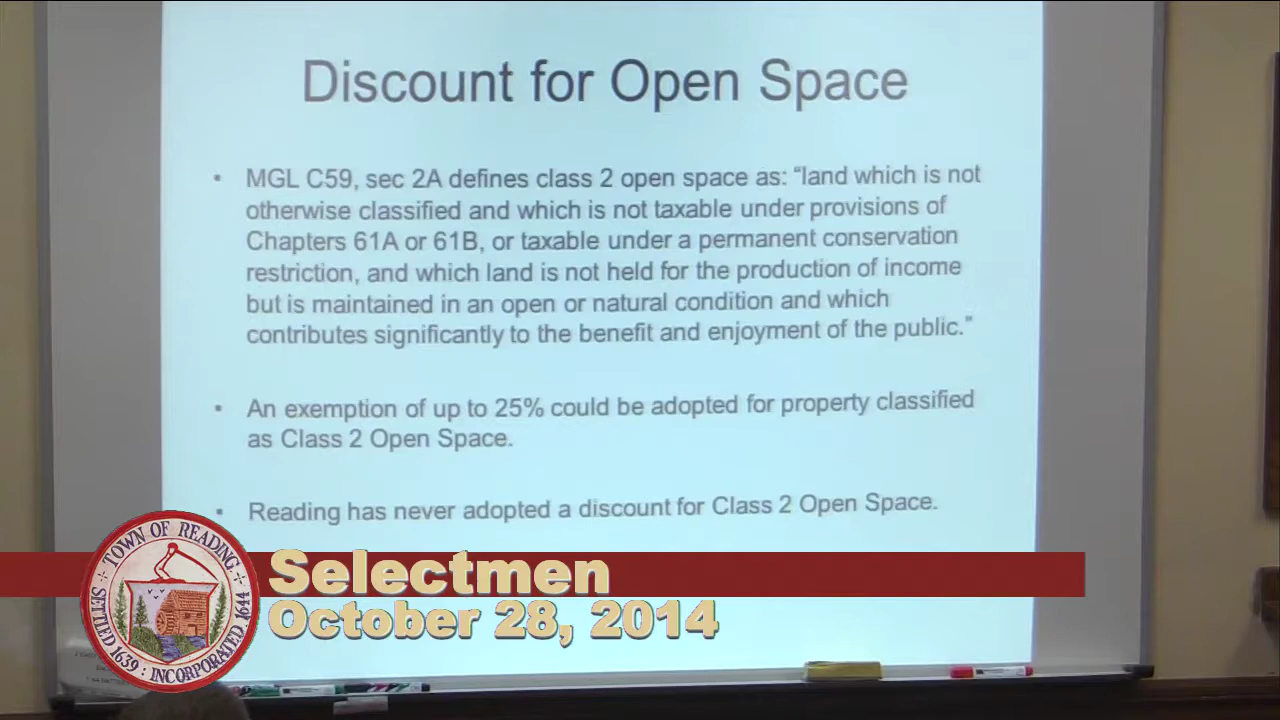 Discount for Open Space
• MGL C59, sec 2A defines class 2 open space as: “land which is not
otherwise classified and which is not taxable under provisions of
Chapters 61A or 61B, or taxable under a permanent conservation
restriction, and which land is not held for the production of income
but is maintained in an open or natural condition and which
contributes significantly to the benefit and enjoyment of the public.”
• An exemption of up to 25% could be adopted for property classified
as Class 2 Open Space.
• Reading has never adopted a discount for Class 2 Open Space.
TOWN OF READING
SETTLED 1639 : INCORPORATED 1644
Selectmen
October 28, 2014